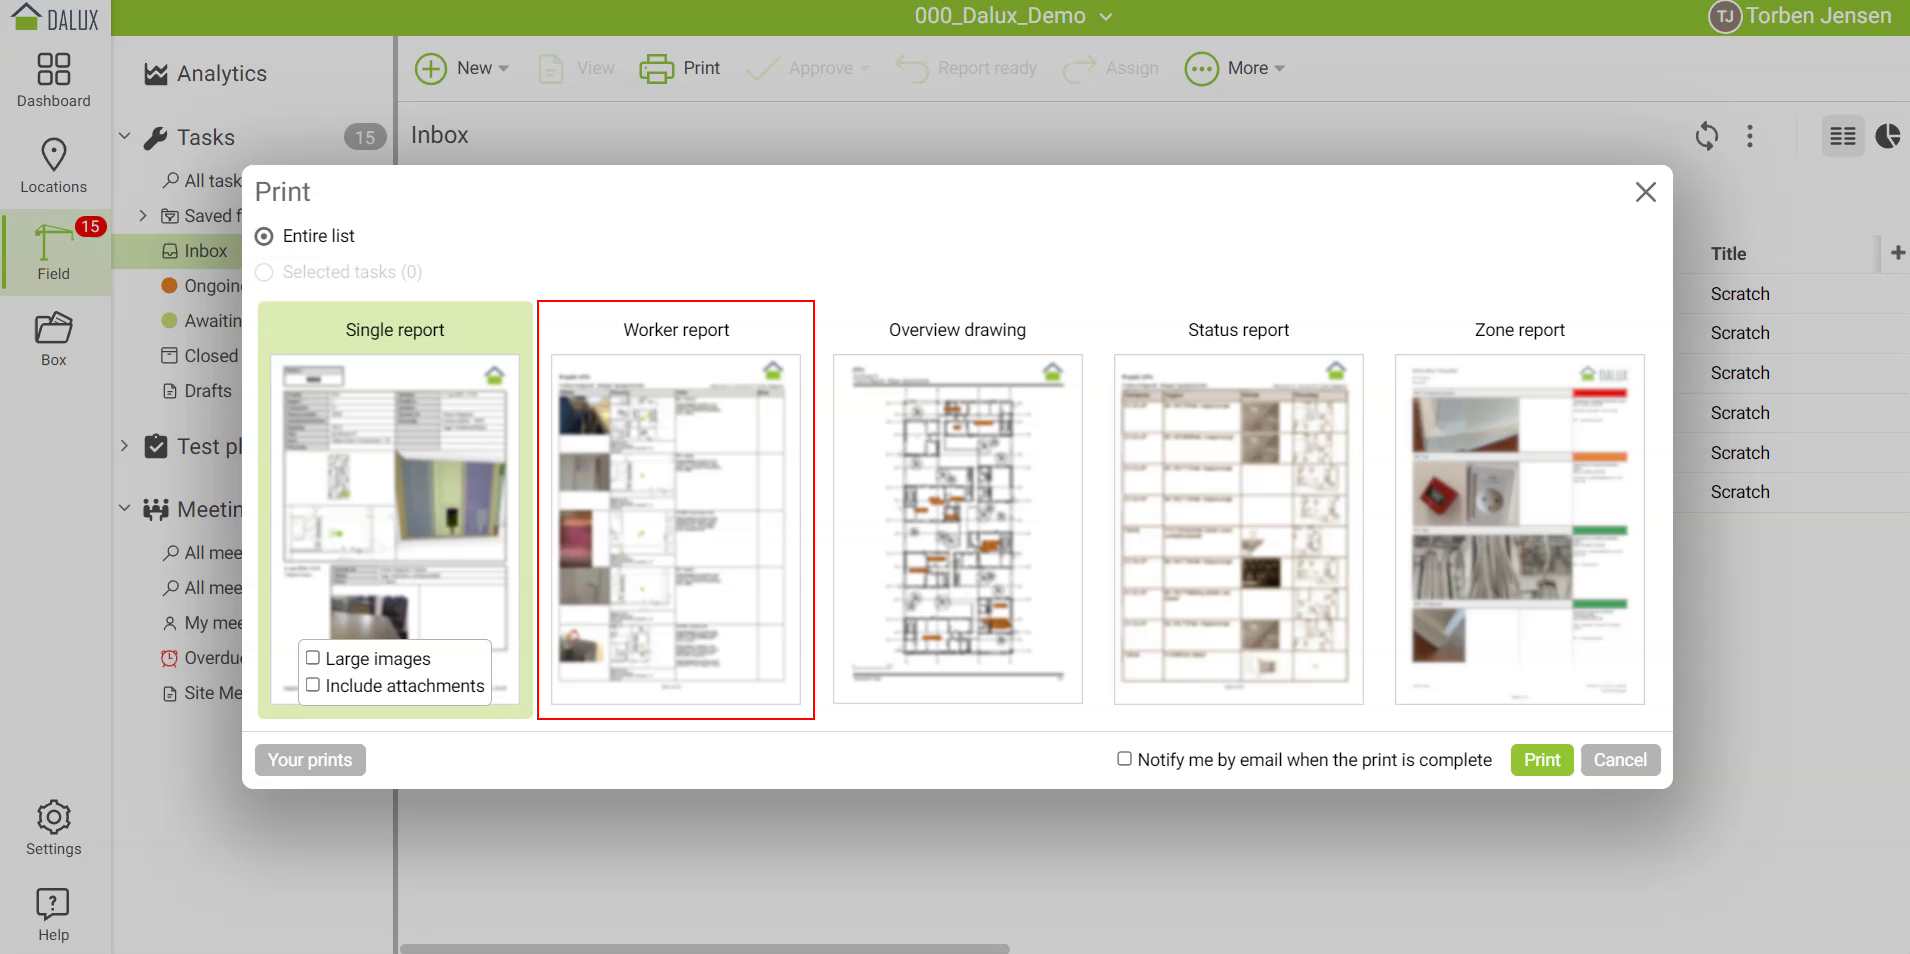 DALUX
000_Dalux_Demo
TJ Torben Jensen
Dashboard
Locations
15
Field
Box
Settings
Help
Analytics
Tasks 15
All task
Saved f
Inbox
Ongoin
Awaitin
Closed
Drafts
Test pl
Meetin
All mee
All mee
My mee
Overdu
Site Me
New View Print Approve Report ready Assign More
Inbox
Title
Scratch
Scratch
Scratch
Scratch
Scratch
Scratch
Print
Entire list
Selected tasks (0)
Single report Worker report Overview drawing Status report Zone report
DALUX
Large images
Include attachments
Your prints Notify me by email when the print is complete Print Cancel